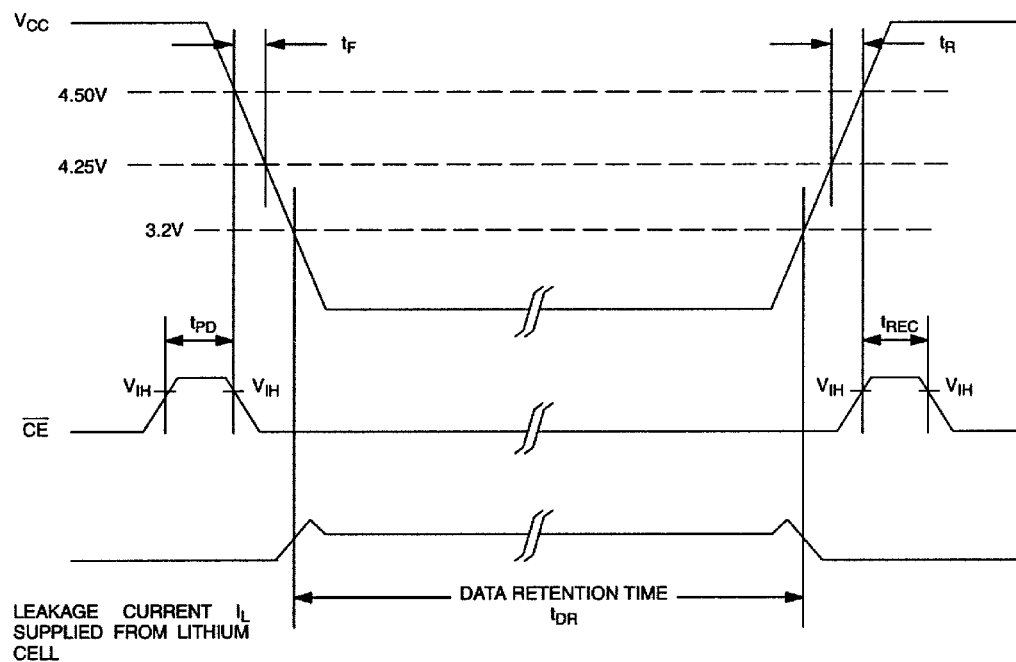 VCC
tF
tR
4.50V
4.25V
3.2V
tPD
tREC
VIH
VIH
VIH
VIH
CE
DATA RETENTION TIME
tDR
LEAKAGE CURRENT IL
SUPPLIED FROM LITHIUM
CELL